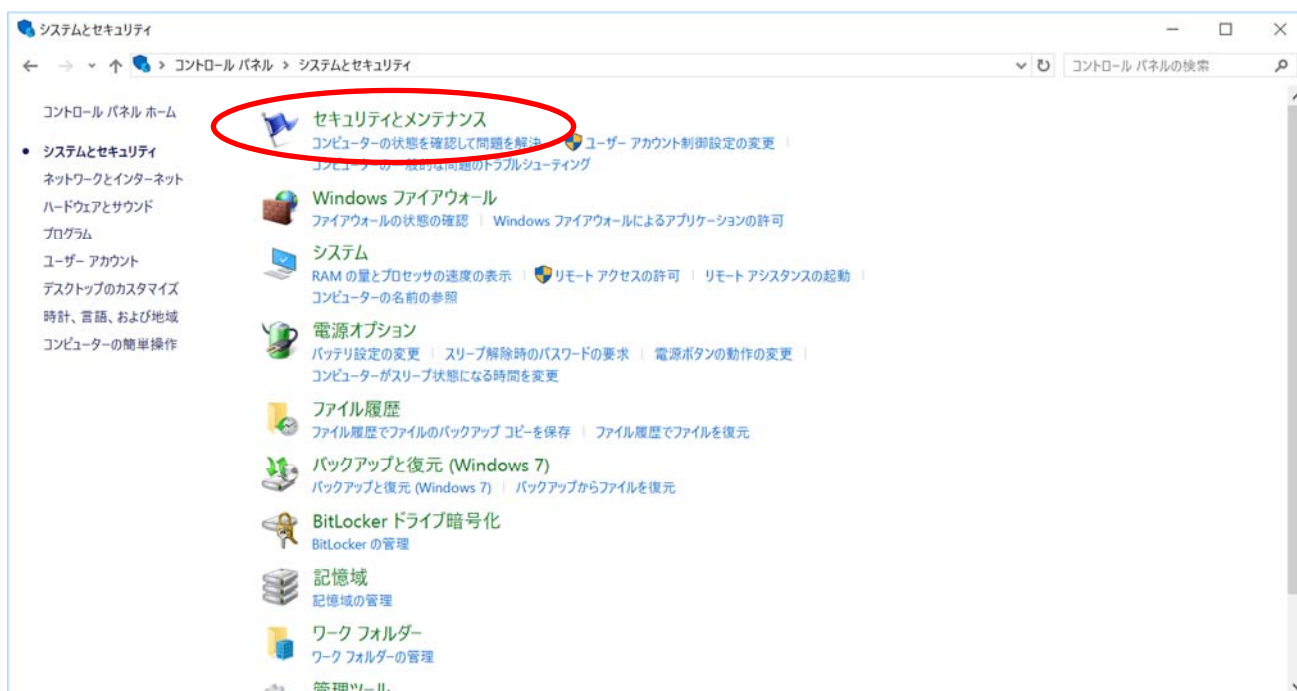 システムとセキュリティ
コントロール パネル > システムとセキュリティ
コントロール パネルの検索
コントロール パネル ホーム
システムとセキュリティ
ネットワークとインターネット
ハードウェアとサウンド
プログラム
ユーザー アカウント
デスクトップのカスタマイズ
時計、言語、および地域
コンピューターの簡単操作
セキュリティとメンテナンス
コンピューターの状態を確認して問題を解決 ユーザー アカウント制御設定の変更
コンピューターの一般的な問題のトラブルシューティング
Windows ファイアウォール
ファイアウォールの状態の確認 Windows ファイアウォールによるアプリケーションの許可
システム
RAM の量とプロセッサの速度の表示 リモート アクセスの許可 リモート アシスタンスの起動
コンピューターの名前の参照
電源オプション
バッテリ設定の変更 スリープ解除時のパスワードの要求 電源ボタンの動作の変更
コンピューターがスリープ状態になる時間を変更
ファイル履歴
ファイル履歴でファイルのバックアップ コピーを保存 ファイル履歴でファイルを復元
バックアップと復元 (Windows 7)
バックアップと復元 (Windows 7) バックアップからファイルを復元
BitLocker ドライブ暗号化
BitLocker の管理
記憶域
記憶域の管理
ワーク フォルダー
ワーク フォルダーの管理
管理ツール